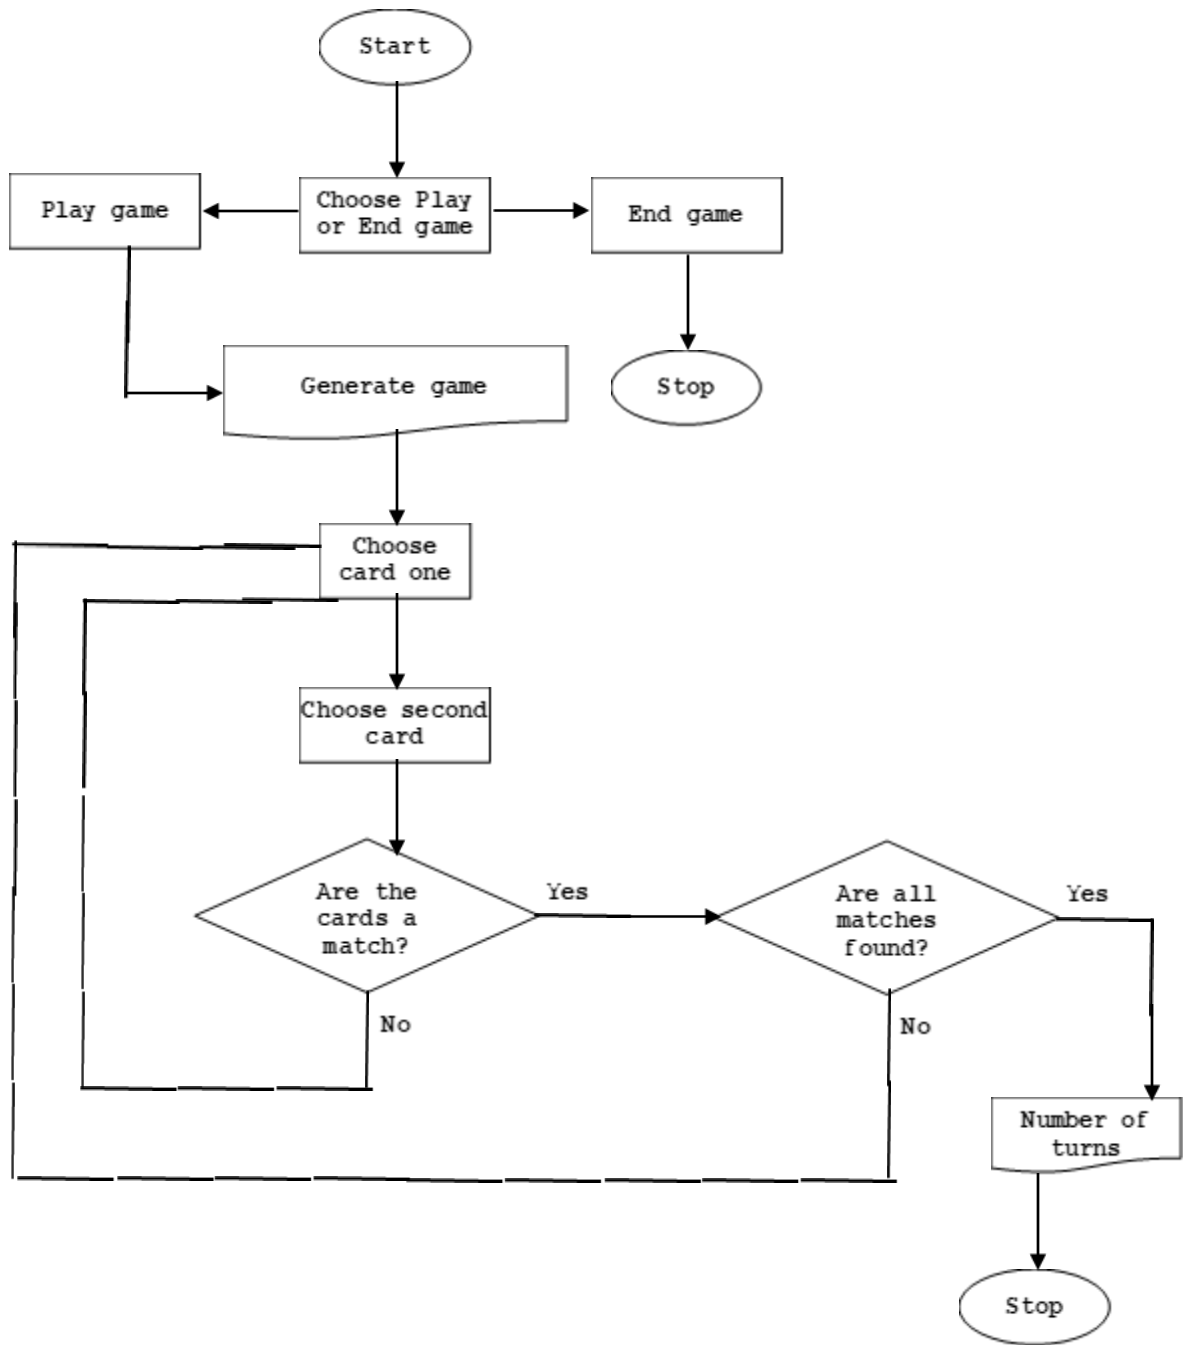 Start
Play game
Choose Play
or End game
End game
Generate game
Stop
Choose
card one
Choose second
card
Are the
cards a
match?
Yes
Are all
matches
found?
Yes
No
No
Number of
turns
Stop